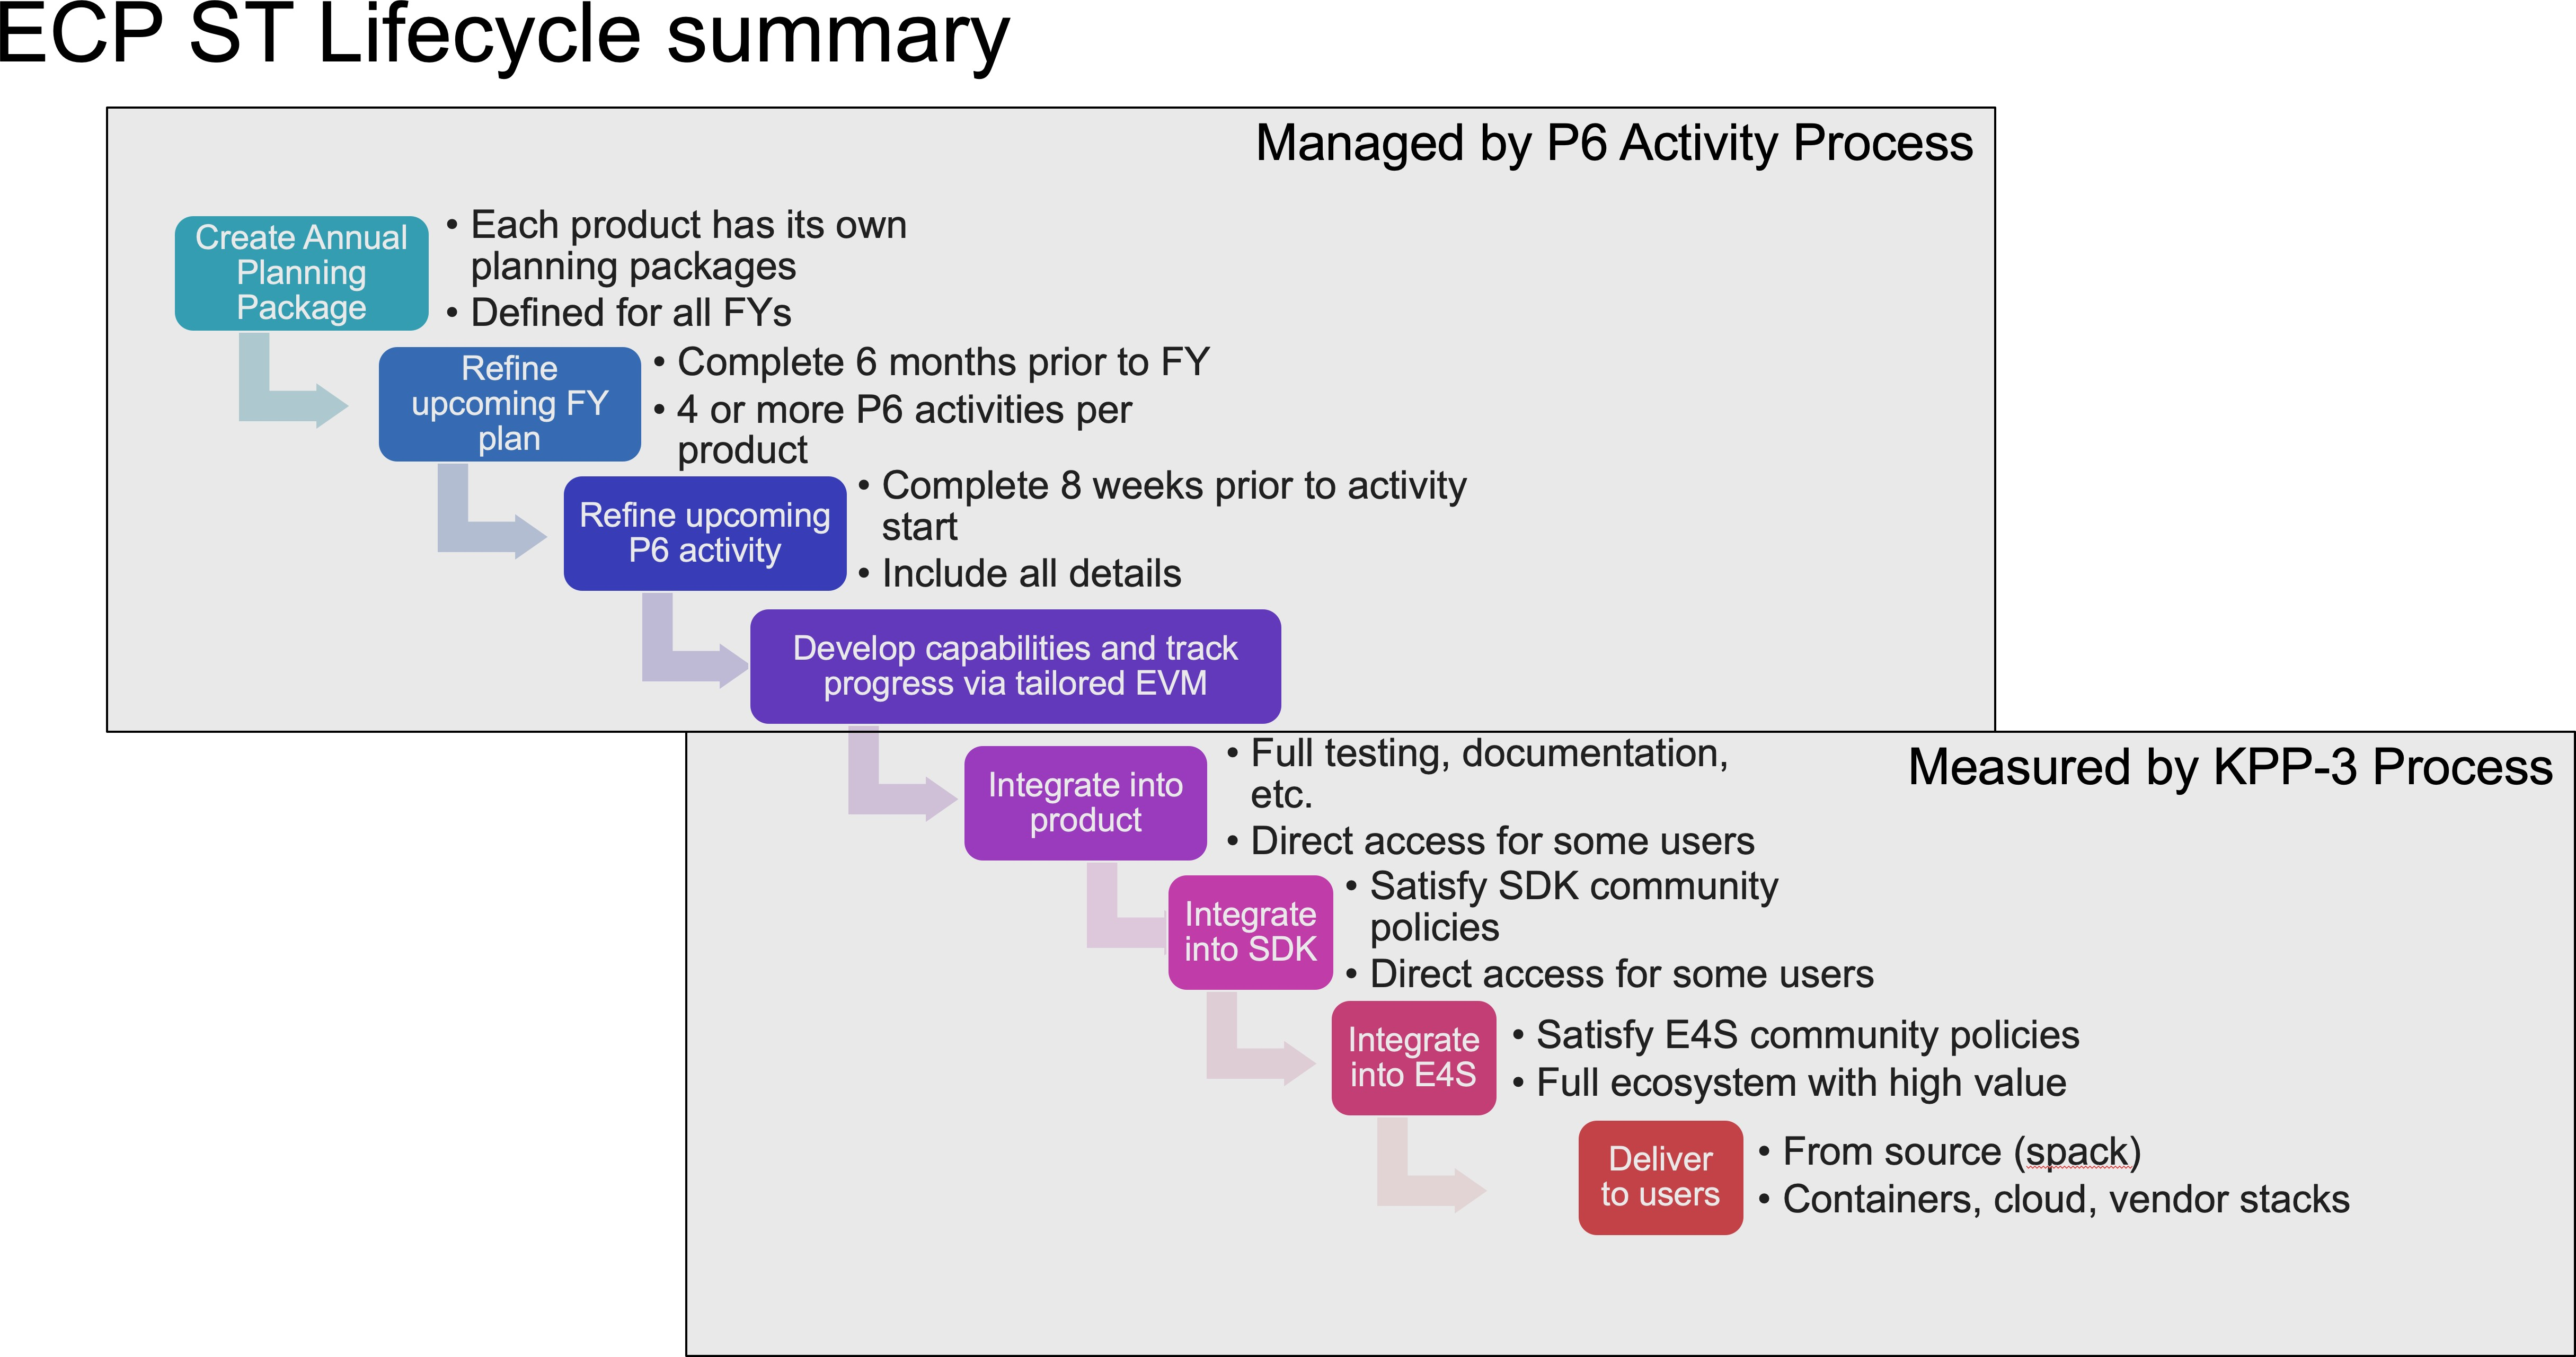 ECP ST Lifecycle summary
Managed by P6 Activity Process
Create Annual
Planning
Package
• Each product has its own
planning packages
• Defined for all FYs
Refine
upcoming FY
plan
• Complete 6 months prior to FY
• 4 or more P6 activities per
product
Refine upcoming
P6 activity
• Complete 8 weeks prior to activity
start
• Include all details
Develop capabilities and track
progress via tailored EVM
Measured by KPP-3 Process
Integrate into
product
• Full testing, documentation,
etc.
• Direct access for some users
Integrate
into SDK
• Satisfy SDK community
policies
• Direct access for some users
Integrate
into E4S
• Satisfy E4S community policies
• Full ecosystem with high value
Deliver
to users
• From source (spack)
• Containers, cloud, vendor stacks